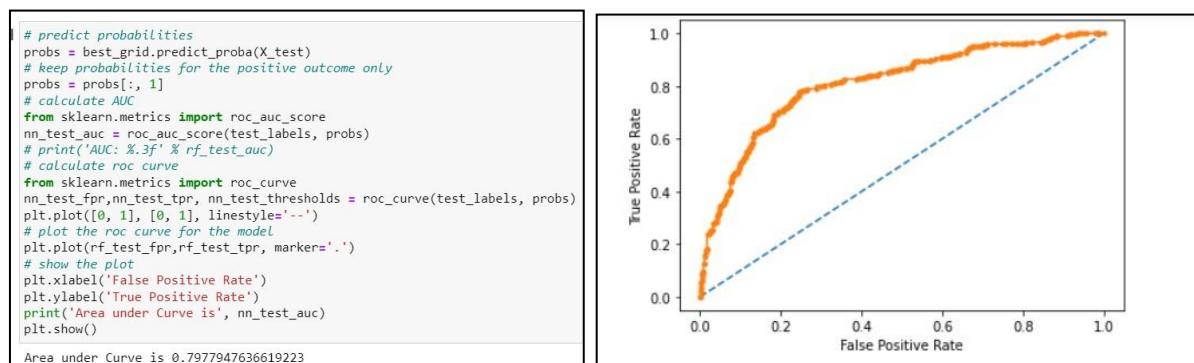 # predict probabilities
probs = best_grid.predict_proba(X_test)
# keep probabilities for the positive outcome only
probs = probs[:, 1]
# calculate AUC
from sklearn.metrics import roc_auc_score
nn_test_auc = roc_auc_score(test_labels, probs)
# print('AUC: %.3f' % rf_test_auc)
# calculate roc curve
from sklearn.metrics import roc_curve
nn_test_fpr,nn_test_tpr, nn_test_thresholds = roc_curve(test_labels, probs)
plt.plot([0, 1], [0, 1], linestyle='--')
# plot the roc curve for the model
plt.plot(rf_test_fpr,rf_test_tpr, marker='.')
# show the plot
plt.xlabel('False Positive Rate')
plt.ylabel('True Positive Rate')
print('Area under Curve is', nn_test_auc)
plt.show()
Area under Curve is 0.7977947636619223
True Positive Rate
1.0
0.8
0.6
0.4
0.2
0.0
0.0 0.2 0.4 0.6 0.8 1.0
False Positive Rate